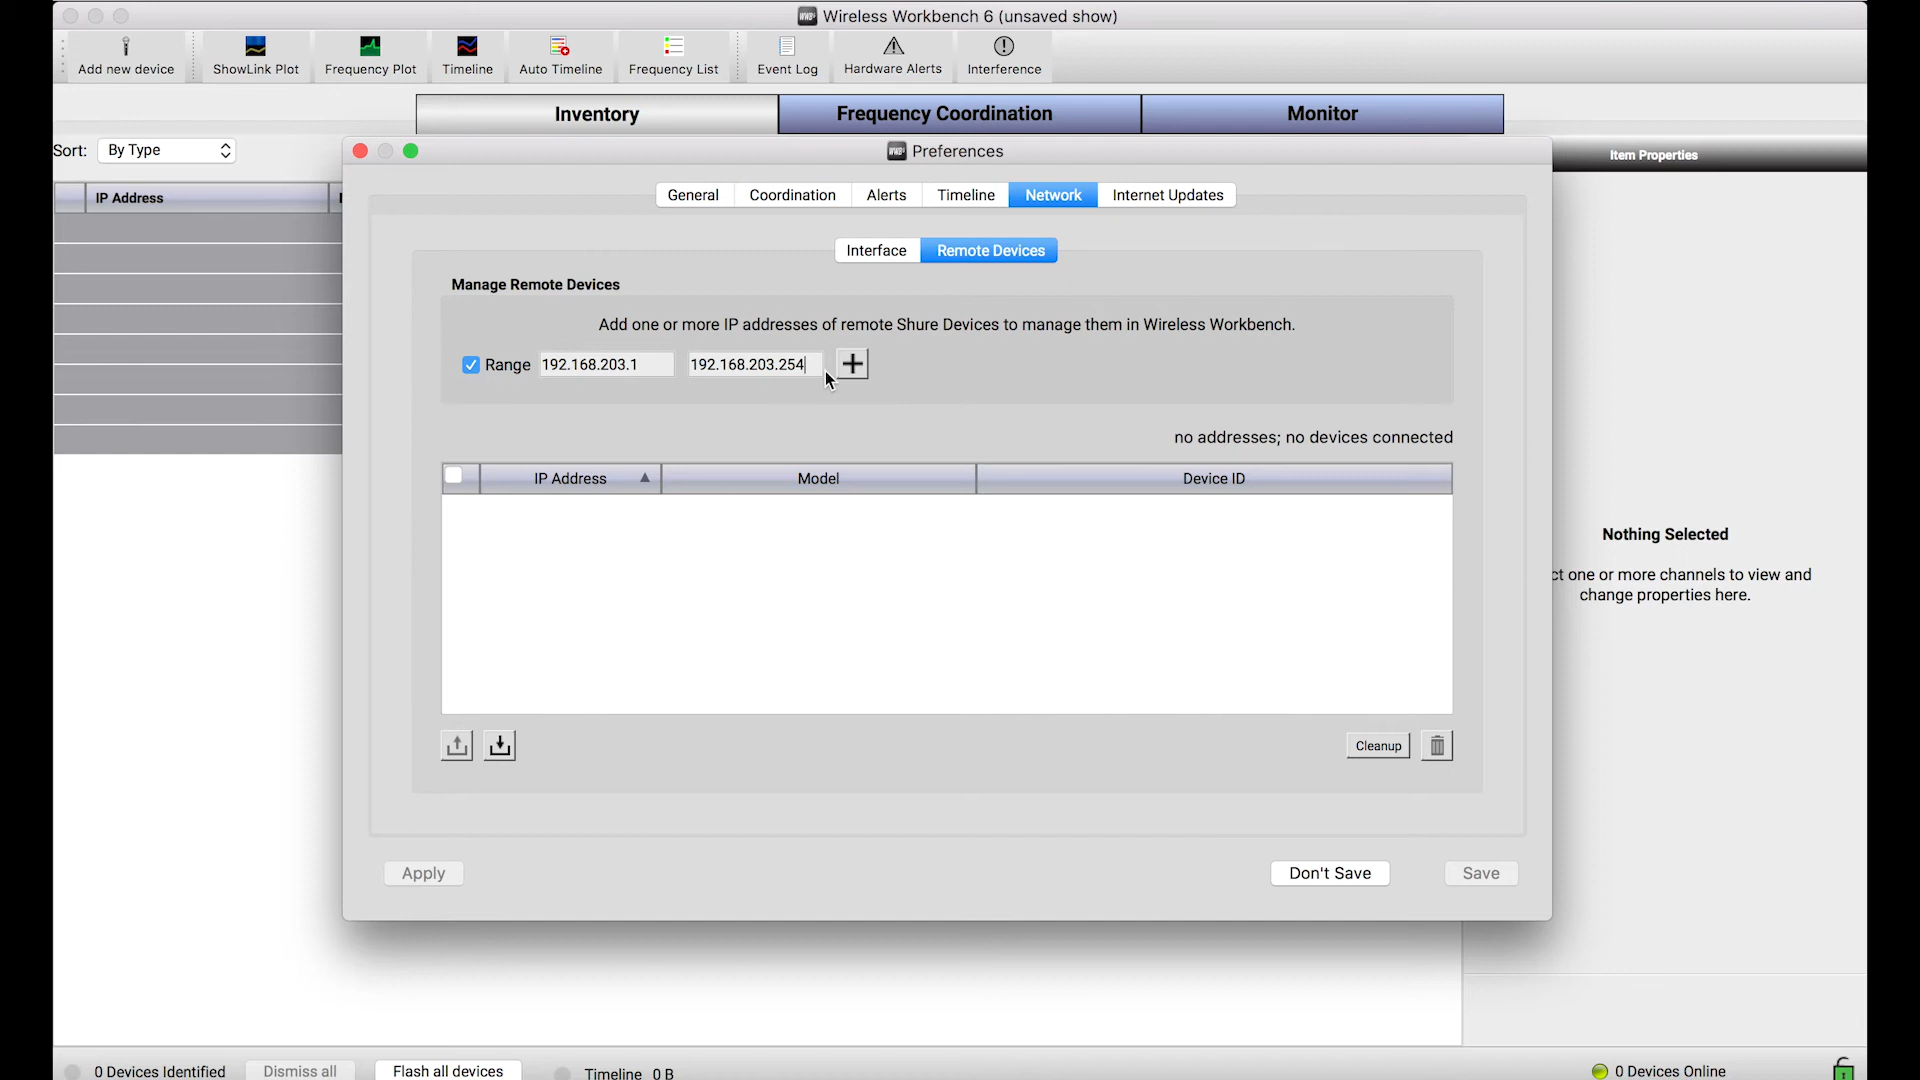 Wireless Workbench 6 (unsaved show)
Add new device
ShowLink Plot
Frequency Plot
Timeline
Auto Timeline
Frequency List
Event Log
Hardware Alerts
Interference
Inventory
Frequency Coordination
Monitor
Sort:
By Type
Preferences
Item Properties
IP Address
General
Coordination
Alerts
Timeline
Network
Internet Updates
Interface
Remote Devices
Manage Remote Devices
Add one or more IP addresses of remote Shure Devices to manage them in Wireless Workbench.
Range
192.168.203.1
192.168.203.254
no addresses; no devices connected
IP Address
Model
Device ID
Nothing Selected
ct one or more channels to view and
change properties here.
Cleanup
Apply
Don't Save
Save
0 Devices Identified
Dismiss all
Flash all devices
Timeline 0 B
0 Devices Online